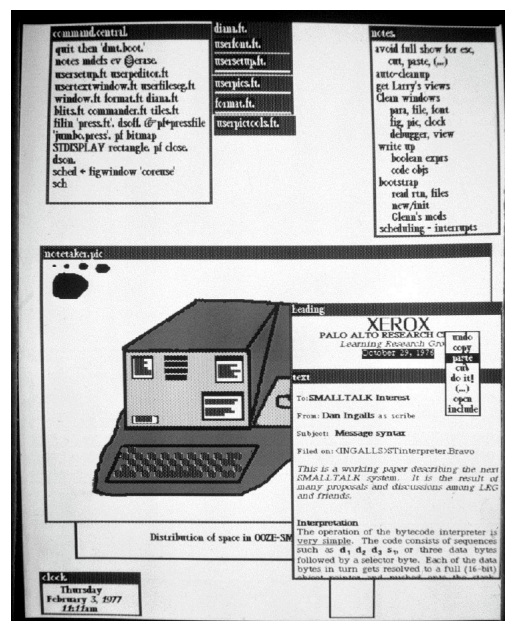 command.central
quit then 'dmt.boot.'
notes mdefs ev @erase.
usersetup.ft userpeditor.ft
usertextwindow.ft userfileseg.ft
window.ft format.ft diana.ft
blits.ft commander.ft tiles.ft
filin 'press.ft'. dsoff. @pf←pressfile
'jumbo.press'. pf bitmap
STDISPLAY rectangle. pf close.
dson.
sched ← figwindow 'coreuse'
sch
diana.ft.
userfont.ft.
usersetup.ft.
userpics.ft.
format.ft.
userpictools.ft.
notes.
avoid full show for esc,
cut, paste, (...)
auto-cleanup
get Larry's views
Clean windows
para, file, font
fig, pic, clock
debugger, view
write up
boolean exprs
code objs
bootstrap
read rtn, files
new/init
Glenn's mods
scheduling - interrupts
notetaker.pic
heading
XEROX
PALO ALTO RESEARCH
Learning Research
October 29, 1976
undo
copy
paste
cut
do it!
(...)
open
include
text
To: SMALLTALK Interest
From: Dan Ingalls as scribe
Subject: Message syntax
Filed on: <INGALLS>STinterpreter.Bravo
This is a working paper describing the next
SMALLTALK system. It is the result of
many proposals and discussions among LRG
and friends.
Interpretation
The operation of the bytecode interpreter is
very simple. The code consists of sequences
such as d1 d2 d3 s1, or three data bytes
followed by a selector byte. Each of the data
bytes in turn gets resolved to a full (16-bit)
object pointer and pushed onto the stack
Distribution of space in OOZE-SM
clock
Thursday
February 3, 1977
11:11am